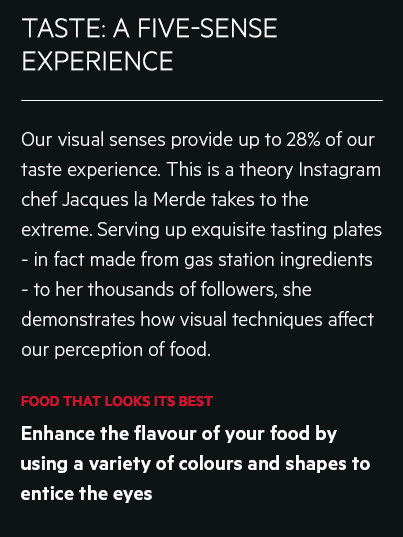 TASTE: A FIVE-SENSE
EXPERIENCE
Our visual senses provide up to 28% of our
taste experience. This is a theory Instagram
chef Jacques la Merde takes to the
extreme. Serving up exquisite tasting plates
- in fact made from gas station ingredients
- to her thousands of followers, she
demonstrates how visual techniques affect
our perception of food.
FOOD THAT LOOKS ITS BEST
Enhance the flavour of your food by
using a variety of colours and shapes to
entice the eyes